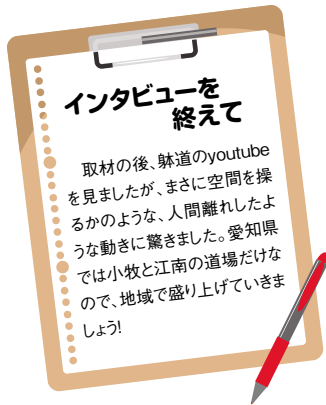 インタビューを
終えて
取材の後、躰道のyoutube
を見ましたが、まさに空間を操
るかのような、人間離れしたよ
うな動きに驚きました。愛知県
では小牧と江南の道場だけな
ので、地域で盛り上げていきま
しょう!